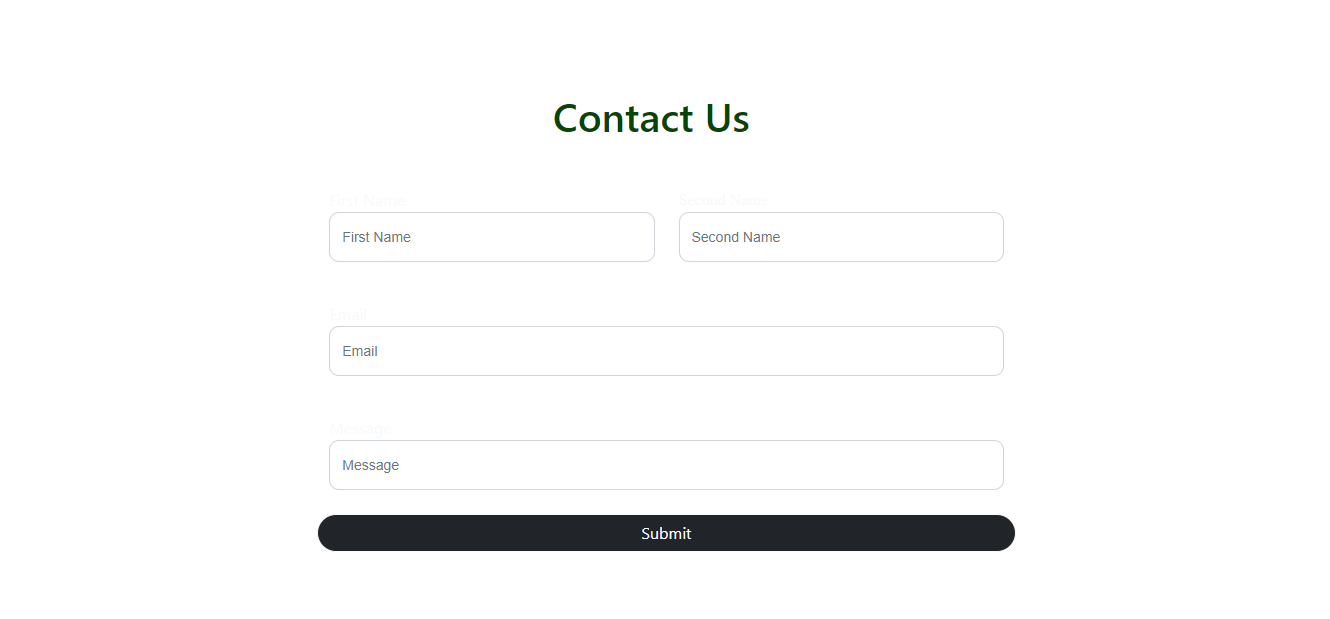 Contact Us
First Name Second Name
First Name Second Name
Email
Email
Message
Message
Submit